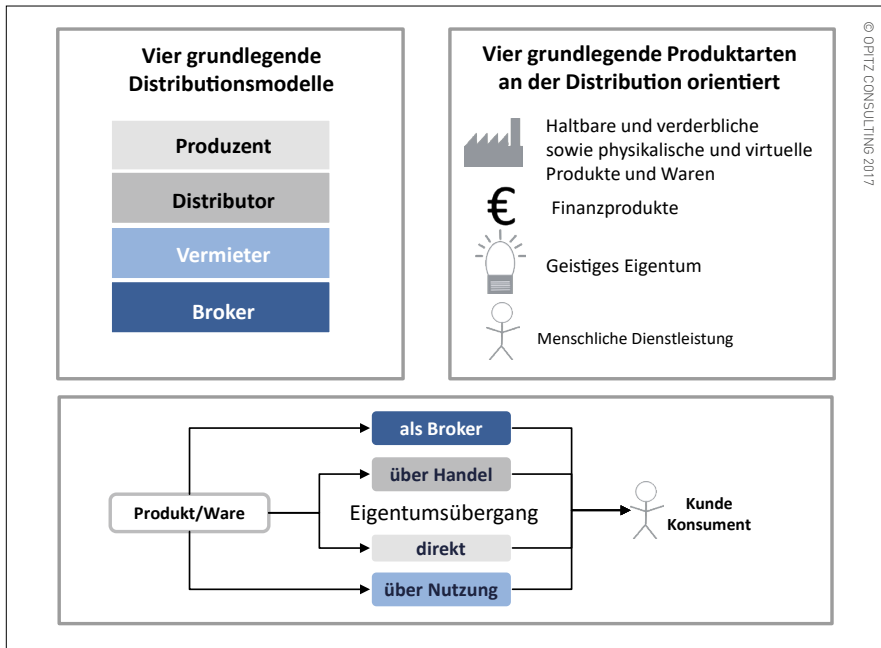 Vier grundlegende
Distributionsmodelle
Produzent
Distributor
Vermieter
Broker
Vier grundlegende Produktarten
an der Distribution orientiert
Haltbare und verderbliche
sowie physikalische und virtuelle
Produkte und Waren
€
Finanzprodukte
Geistiges Eigentum
Menschliche Dienstleistung
© OPITZ CONSULTING 2017
als Broker
über Handel
Produkt/Ware
Eigentumsübergang
direkt
über Nutzung
Kunde
Konsument